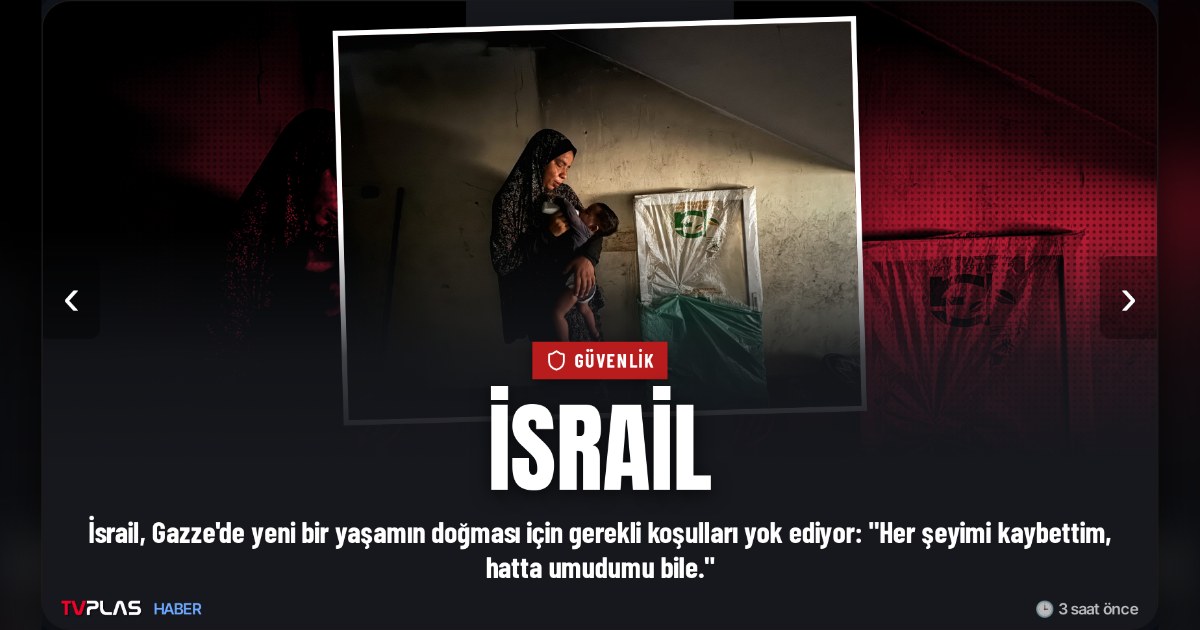 GÜVENLİK
İSRAİL
İsrail, Gazze'de yeni bir yaşamın doğması için gerekli koşulları yok ediyor: "Her şeyimi kaybettim,
hatta umudumu bile."
TVPLAS HABER
3 saat önce